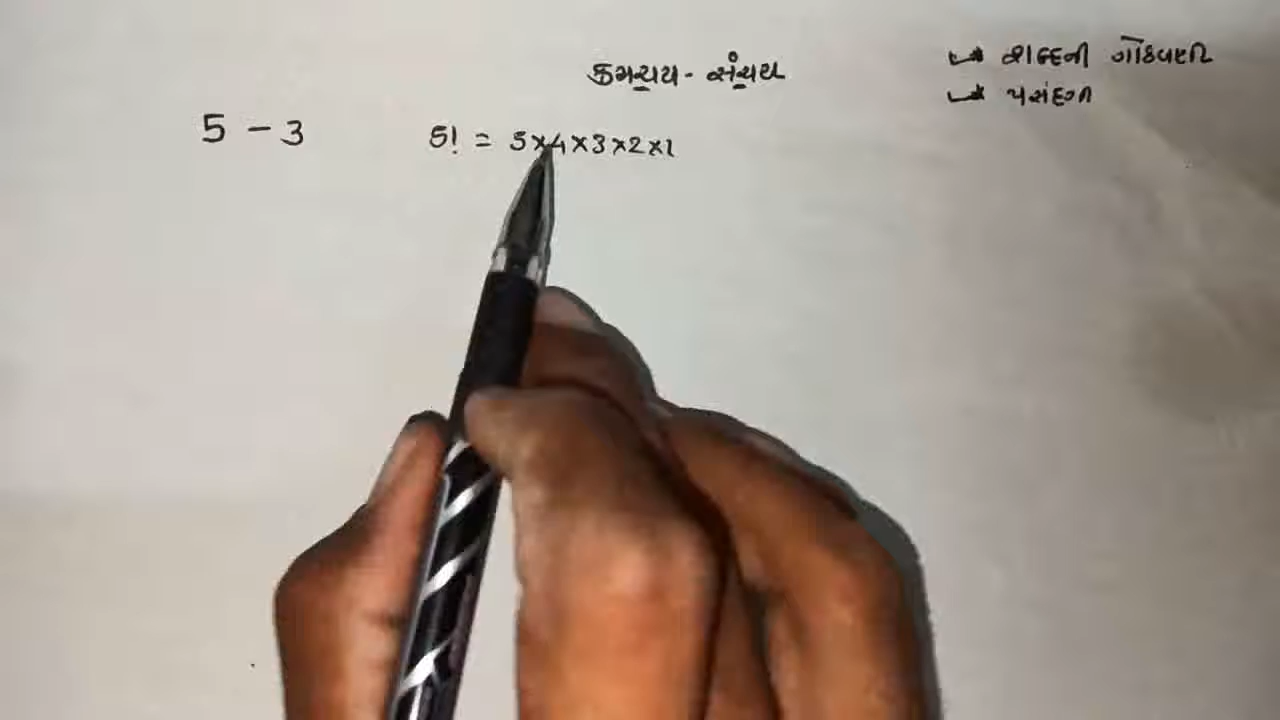 ક્રમચય - સંચય
શબ્દની ગોઠવણી
પસંદગી
5 - 3
5! = 5×4×3×2×1